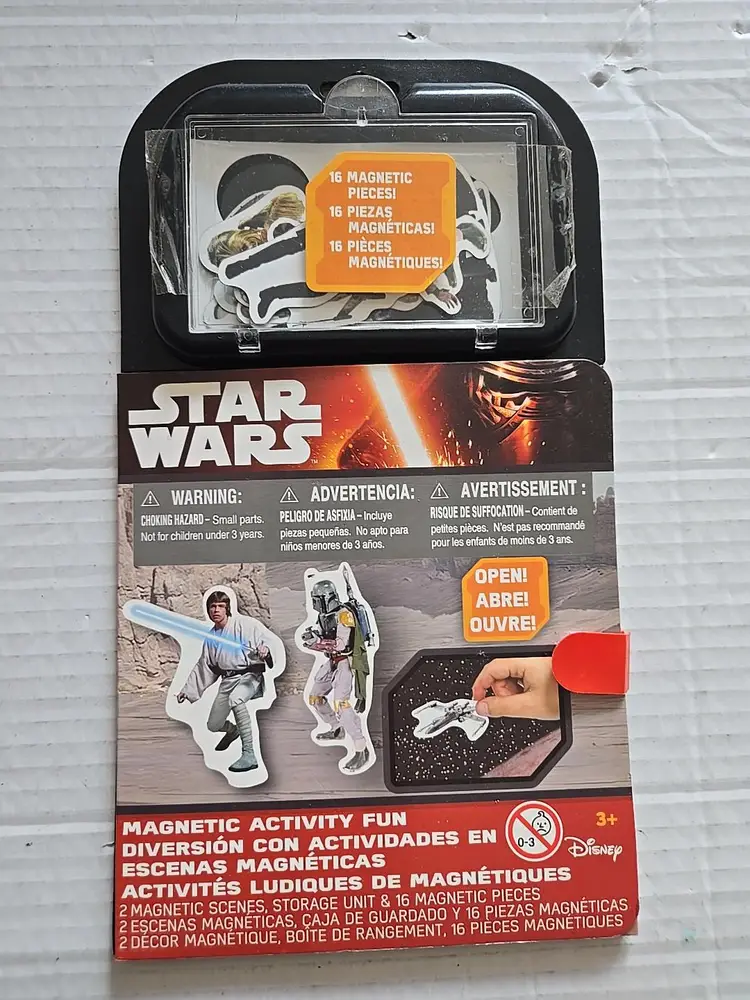 16 MAGNETIC
PIECES!
16 PIEZAS
MAGNÉTICAS!
16 PIÈCES
MAGNÉTIQUES!
STAR
WARS™
WARNING:
CHOKING HAZARD – Small parts.
Not for children under 3 years.
ADVERTENCIA:
PELIGRO DE ASFIXIA – Incluye
piezas pequeñas. No apto para
niños menores de 3 años.
AVERTISSEMENT :
RISQUE DE SUFFOCATION – Contient de
petites pièces. N'est pas recommandé
pour les enfants de moins de 3 ans.
OPEN!
ABRE!
OUVRE!
MAGNETIC ACTIVITY FUN
DIVERSIÓN CON ACTIVIDADES EN
ESCENAS MAGNÉTICAS
ACTIVITÉS LUDIQUES DE MAGNÉTIQUES
0-3
3+
Disney
2 MAGNETIC SCENES, STORAGE UNIT & 16 MAGNETIC PIECES
2 ESCENAS MAGNÉTICAS, CAJA DE GUARDADO Y 16 PIEZAS MAGNÉTICAS
2 DÉCOR MAGNÉTIQUE, BOÎTE DE RANGEMENT, 16 PIÈCES MAGNÉTIQUES